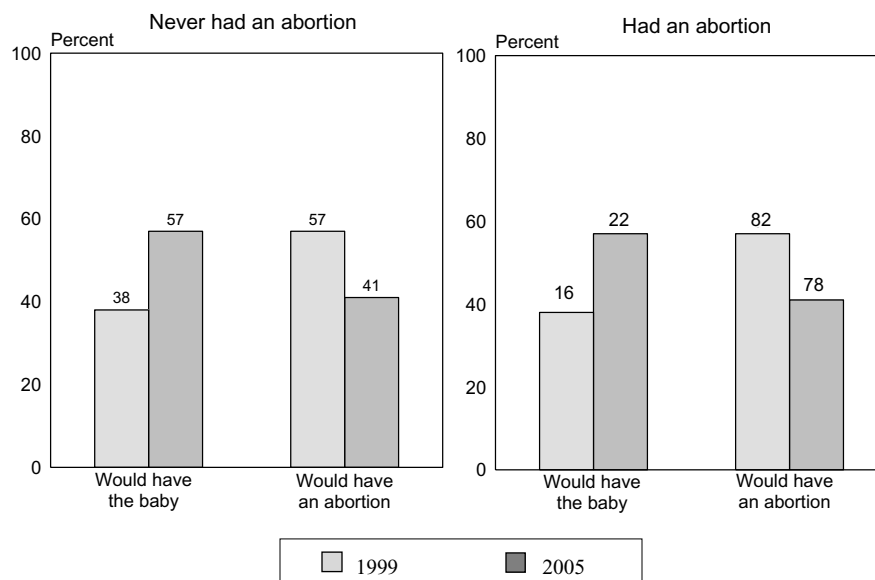 Never had an abortion
Percent
100
80
60
40
20
0
38
57
57
41
Would have
the baby
Would have
an abortion
Had an abortion
Percent
100
80
60
40
20
0
16
22
82
78
Would have
the baby
Would have
an abortion
1999
2005